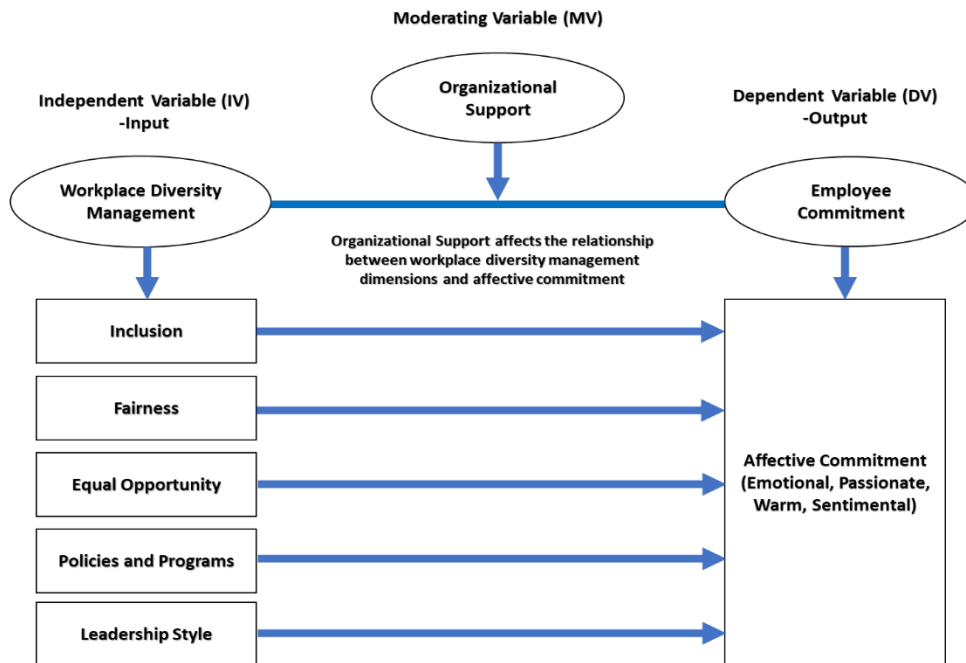 Moderating Variable (MV)
Organizational
Support
Independent Variable (IV)
-Input
Dependent Variable (DV)
-Output
Workplace Diversity
Management
Employee
Commitment
Organizational Support affects the relationship
between workplace diversity management
dimensions and affective commitment
Inclusion
Fairness
Equal Opportunity
Policies and Programs
Leadership Style
Affective Commitment
(Emotional, Passionate,
Warm, Sentimental)